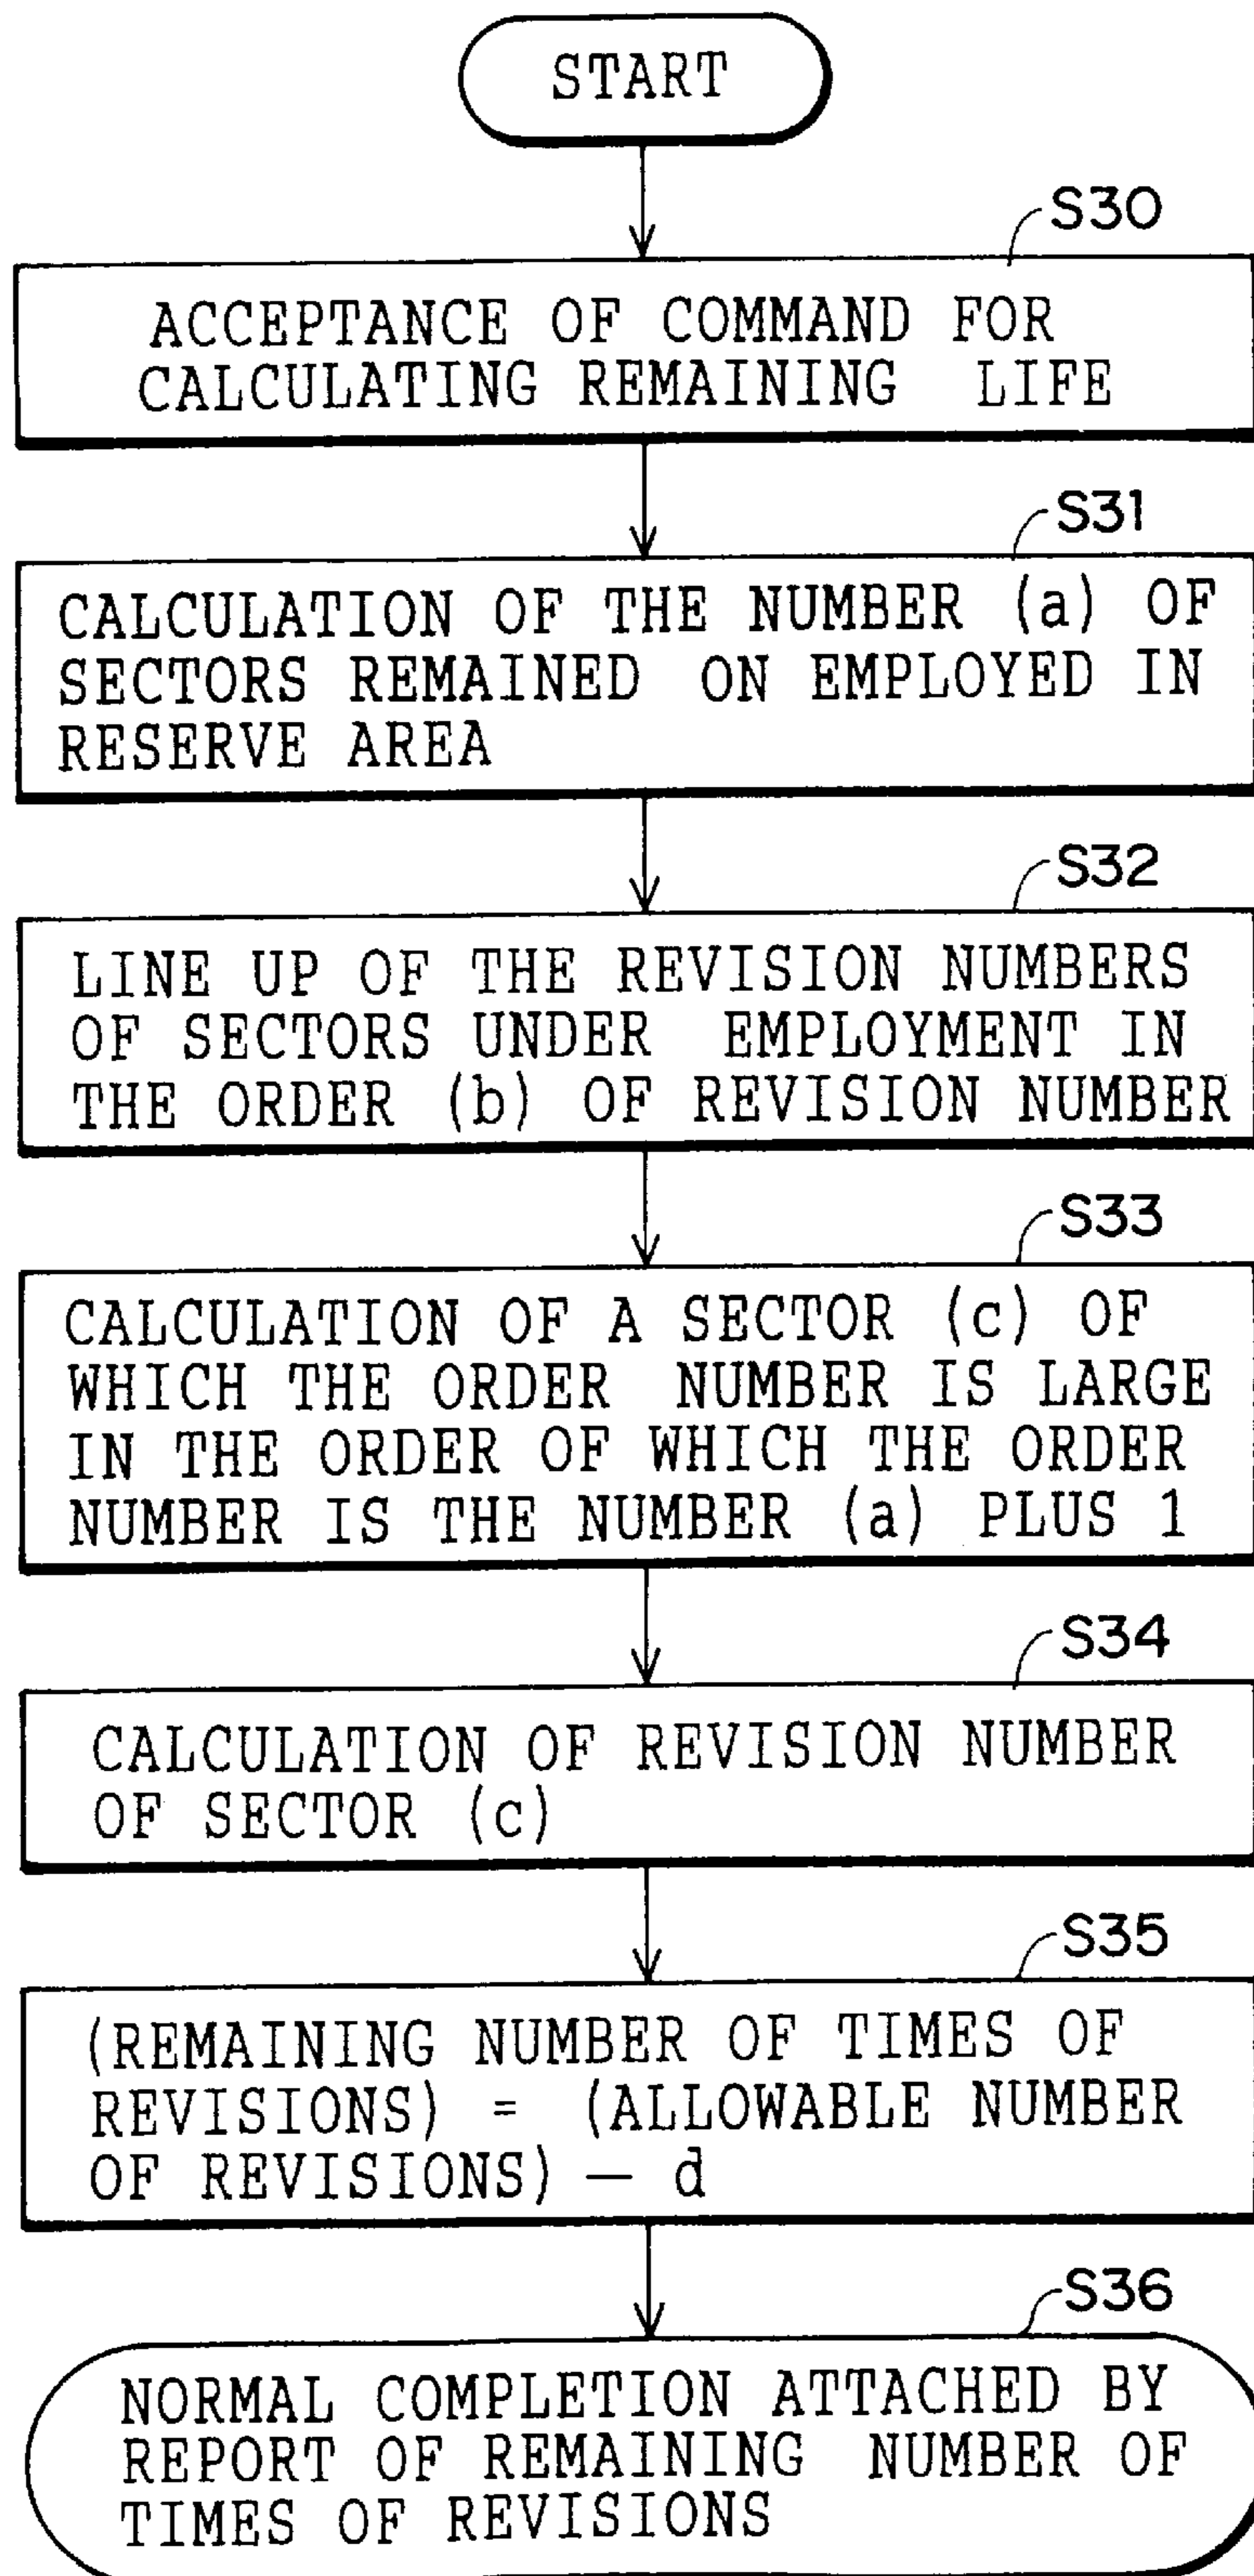 START
S30
ACCEPTANCE OF COMMAND FOR
CALCULATING REMAINING LIFE
S31
CALCULATION OF THE NUMBER (a) OF
SECTORS REMAINED ON EMPLOYED IN
RESERVE AREA
S32
LINE UP OF THE REVISION NUMBERS
OF SECTORS UNDER EMPLOYMENT IN
THE ORDER (b) OF REVISION NUMBER
S33
CALCULATION OF A SECTOR (c) OF
WHICH THE ORDER NUMBER IS LARGE
IN THE ORDER OF WHICH THE ORDER
NUMBER IS THE NUMBER (a) PLUS 1
S34
CALCULATION OF REVISION NUMBER
OF SECTOR (c)
S35
(REMAINING NUMBER OF TIMES OF
REVISIONS) = (ALLOWABLE NUMBER
OF REVISIONS) — d
S36
NORMAL COMPLETION ATTACHED BY
REPORT OF REMAINING NUMBER OF
TIMES OF REVISIONS